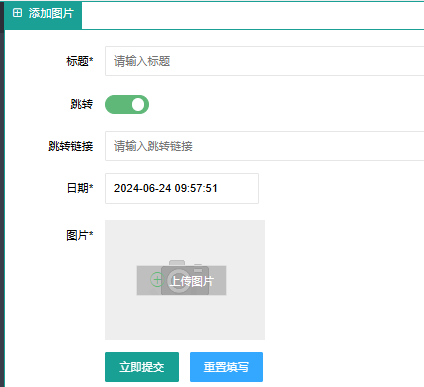 添加图片
标题*
请输入标题
跳转
跳转链接
请输入跳转链接
日期*
2024-06-24 09:57:51
图片*
上传图片
立即提交
重置填写